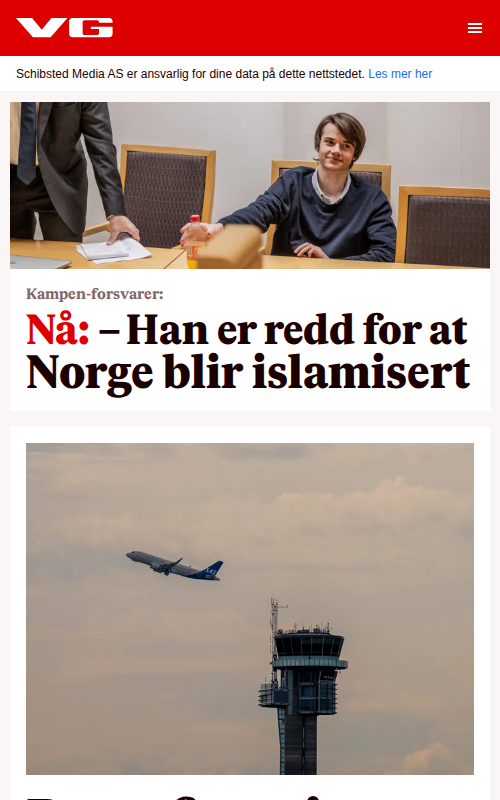 VG
Schibsted Media AS er ansvarlig for dine data på dette nettstedet. Les mer her
Kampen-forsvarer:
Nå: – Han er redd for at
Norge blir islamisert
SAS